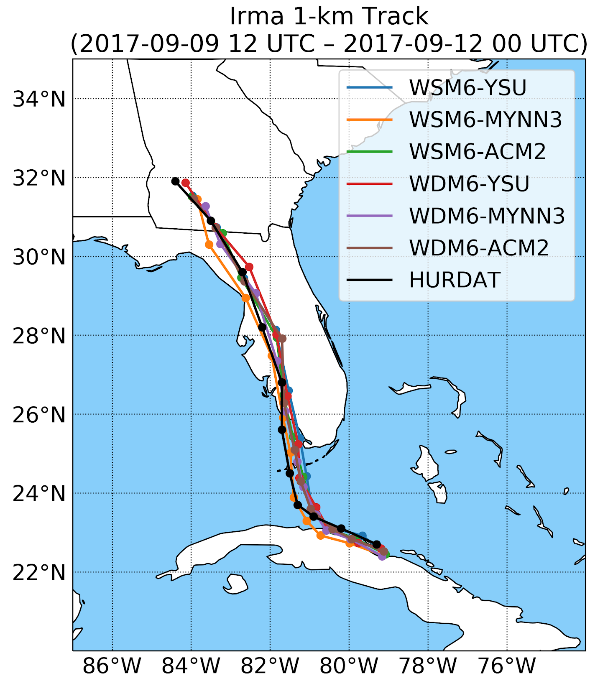 Irma 1-km Track
(2017-09-09 12 UTC – 2017-09-12 00 UTC)
WSM6-YSU
WSM6-MYNN3
WSM6-ACM2
WDM6-YSU
WDM6-MYNN3
WDM6-ACM2
HURDAT
34°N
32°N
30°N
28°N
26°N
24°N
22°N
86°W 84°W 82°W 80°W 78°W 76°W